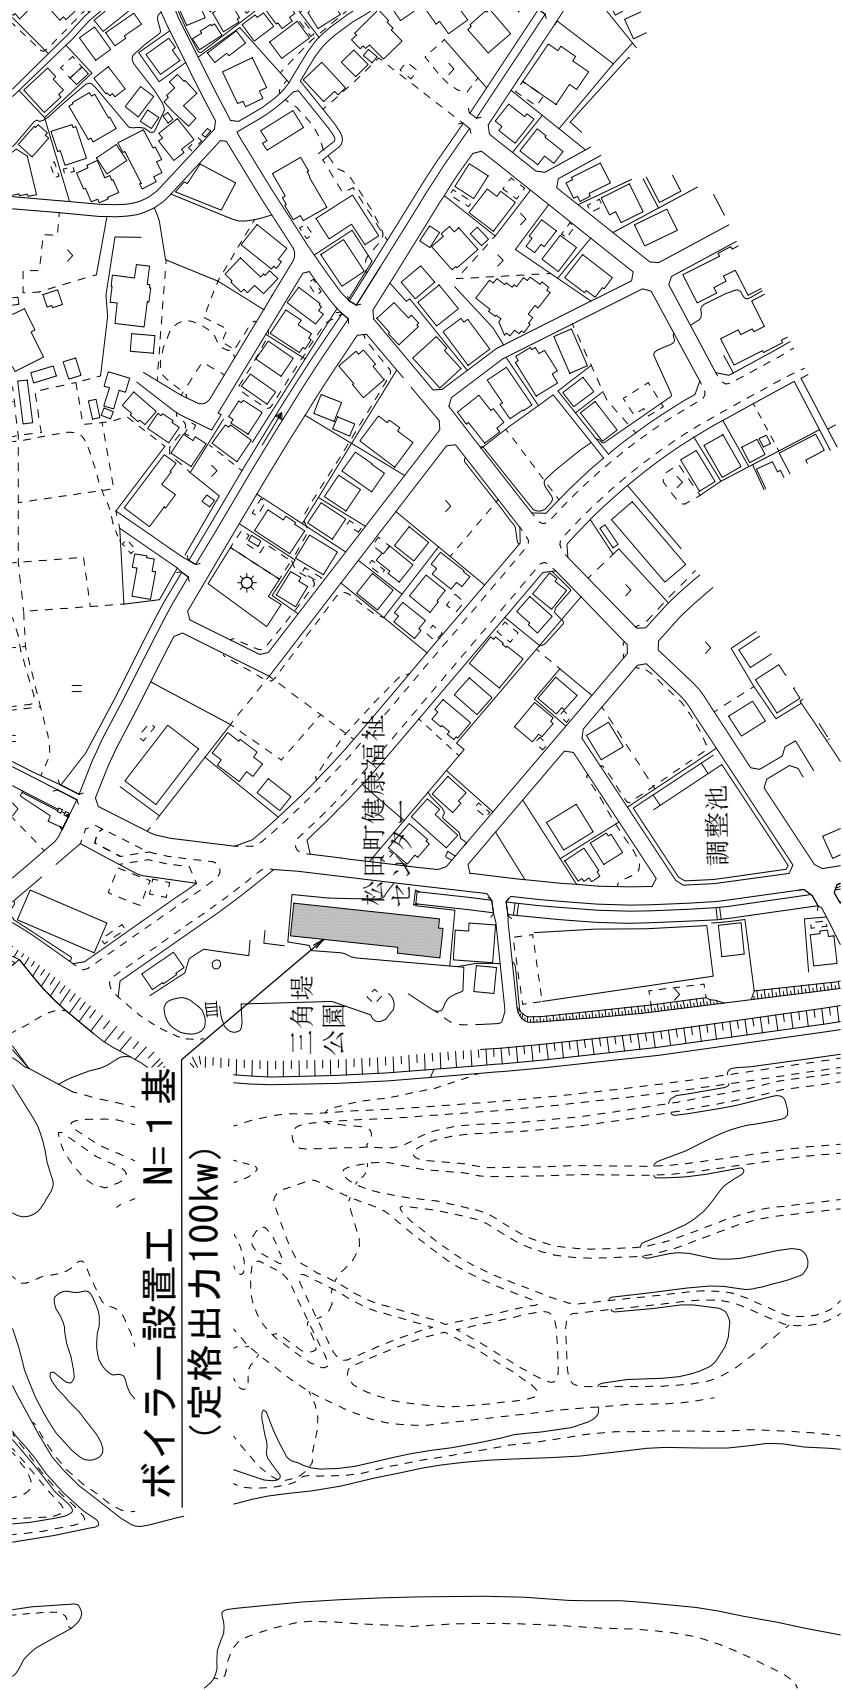 松田町健康福祉
センター
調整池
三角堤
公園
ボイラー設置工　N=１基
(定格出力100kw)